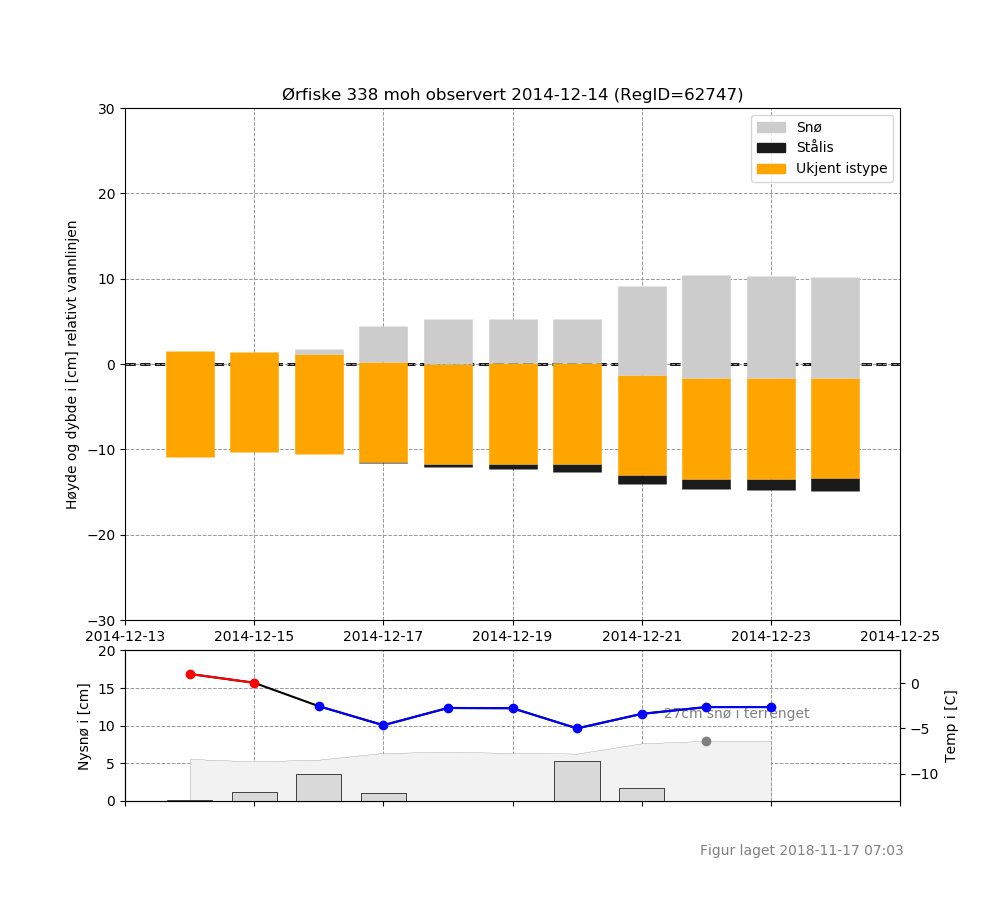 Ørfiske 338 moh observert 2014-12-14 (RegID=62747)
Snø
Stålis
Ukjent istype
Høyde og dybde i [cm] relativt vannlinjen
30
20
10
0
−10
−20
−30
2014-12-13 2014-12-15 2014-12-17 2014-12-19 2014-12-21 2014-12-23 2014-12-25
Nysnø i [cm]
20
15
10
5
0
27cm snø i terrenget
0
−5
−10
Temp i [C]
Figur laget 2018-11-17 07:03